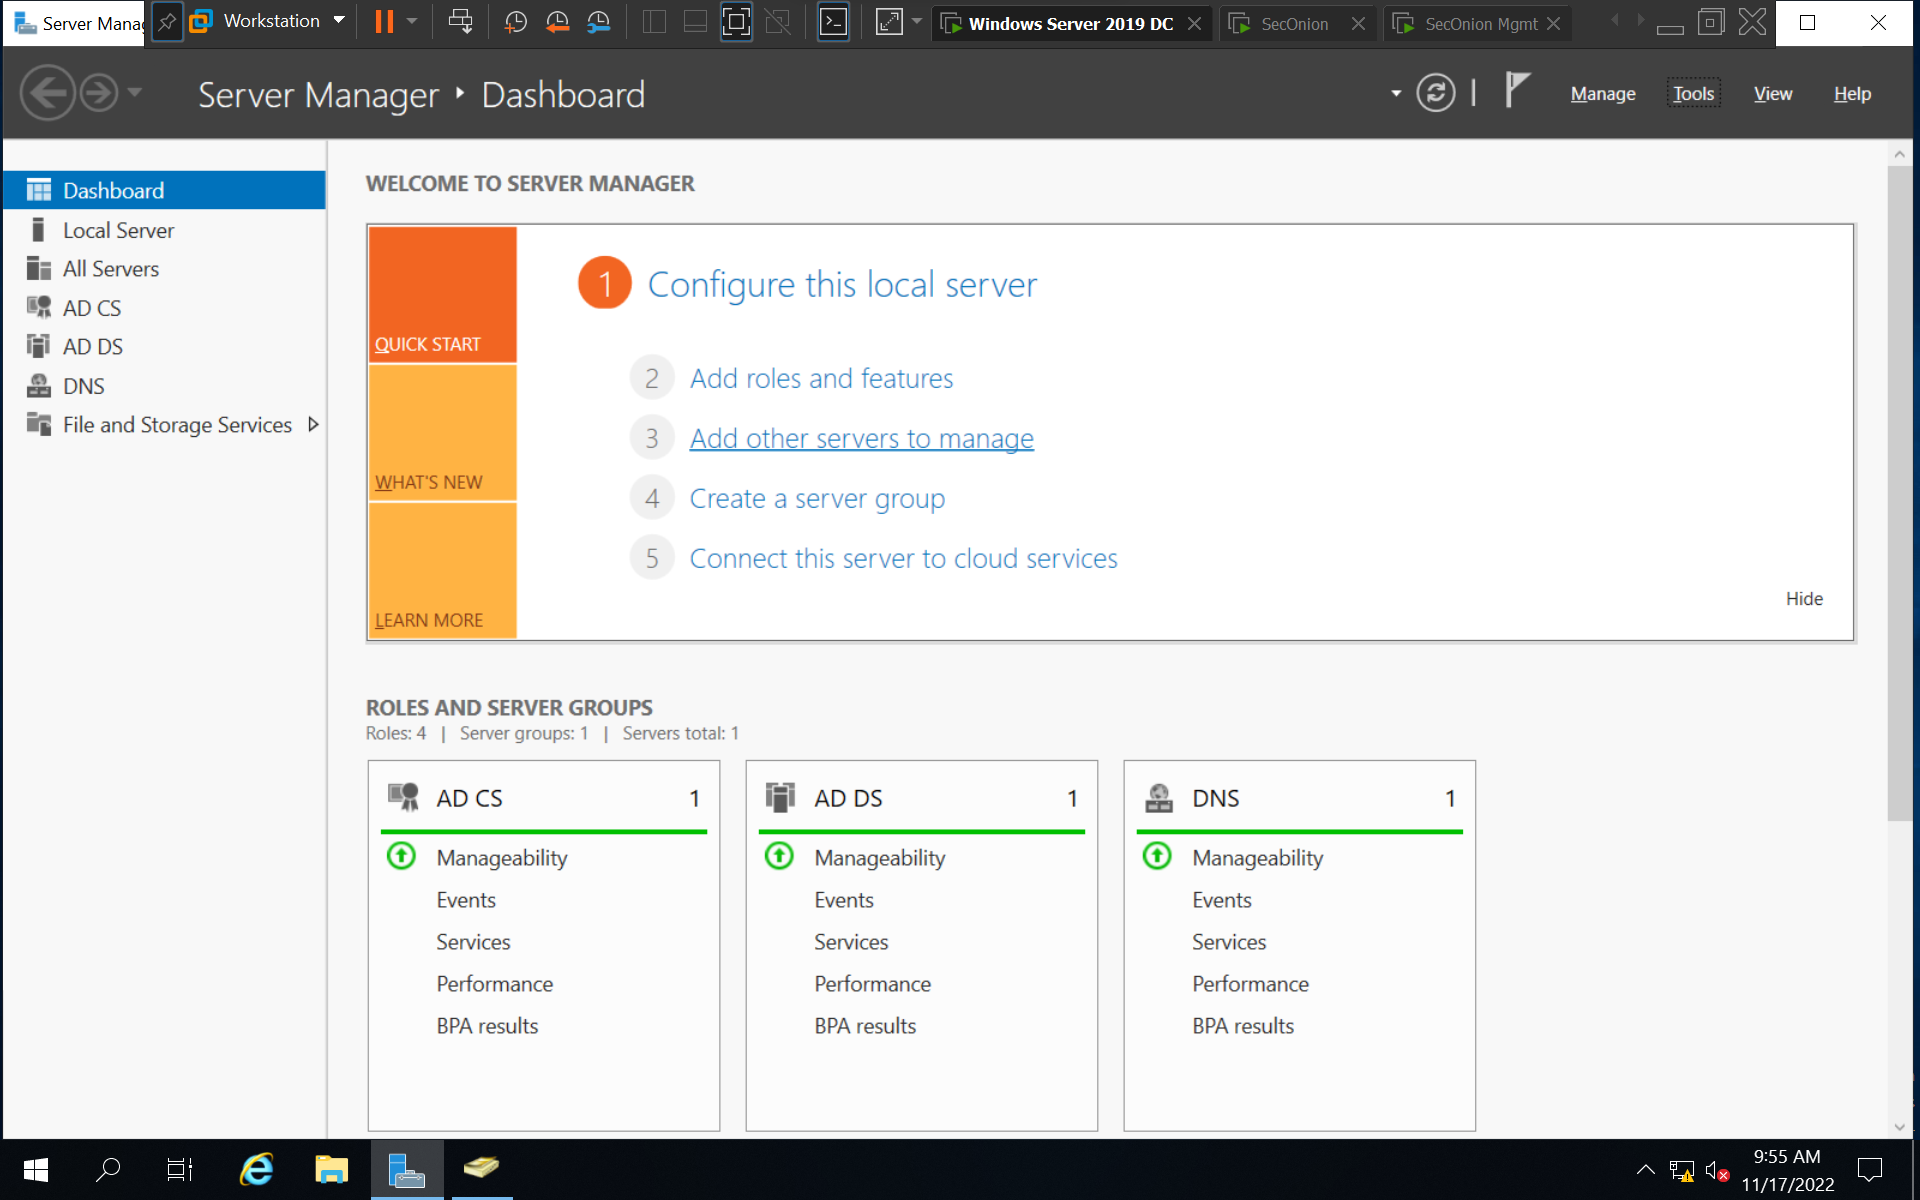 Server Mana
Workstation
Windows Server 2019 DC
SecOnion
SecOnion Mgmt
Server Manager
Dashboard
Manage
Tools
View
Help
Dashboard
Local Server
All Servers
AD CS
AD DS
DNS
File and Storage Services
WELCOME TO SERVER MANAGER
QUICK START
WHAT'S NEW
LEARN MORE
1 Configure this local server
2 Add roles and features
3 Add other servers to manage
4 Create a server group
5 Connect this server to cloud services
Hide
ROLES AND SERVER GROUPS
Roles: 4 | Server groups: 1 | Servers total: 1
AD CS 1
Manageability
Events
Services
Performance
BPA results
AD DS 1
Manageability
Events
Services
Performance
BPA results
DNS 1
Manageability
Events
Services
Performance
BPA results
9:55 AM
11/17/2022